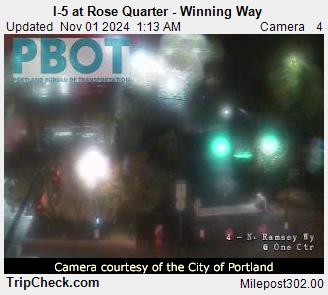 I-5 at Rose Quarter - Winning Way
Updated Nov 01 2024 1:13 AM Camera 4
PBOT
PORTLAND BUREAU OF TRANSPORTATION
4 - N. Ramsey Wy
@ One Ctr
Camera courtesy of the City of Portland
TripCheck.com Milepost302.00